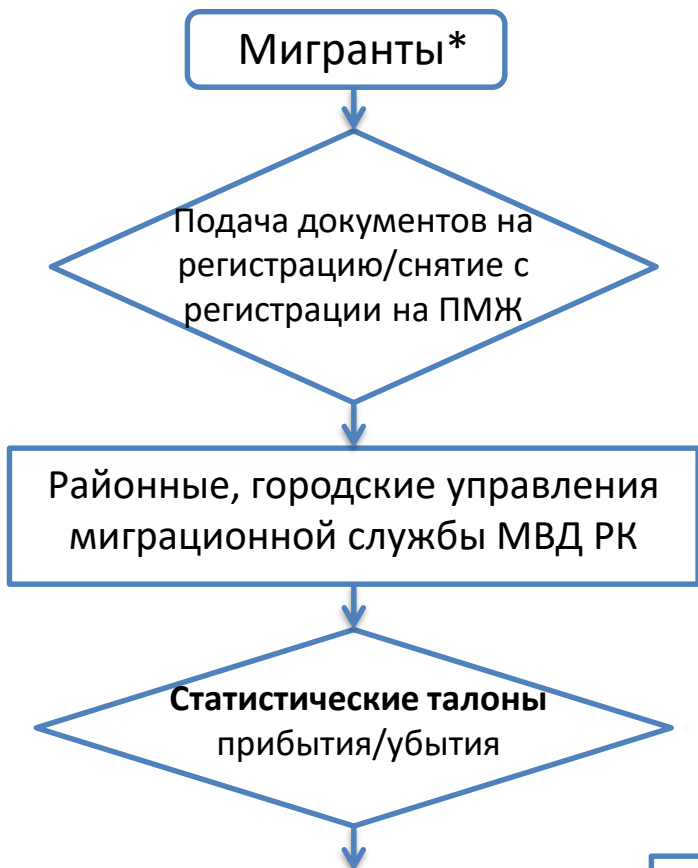 Мигранты*
Подача документов на
регистрацию/снятие с
регистрации на ПМЖ
Районные, городские управления
миграционной службы МВД РК
Статистические талоны
прибытия/убытия